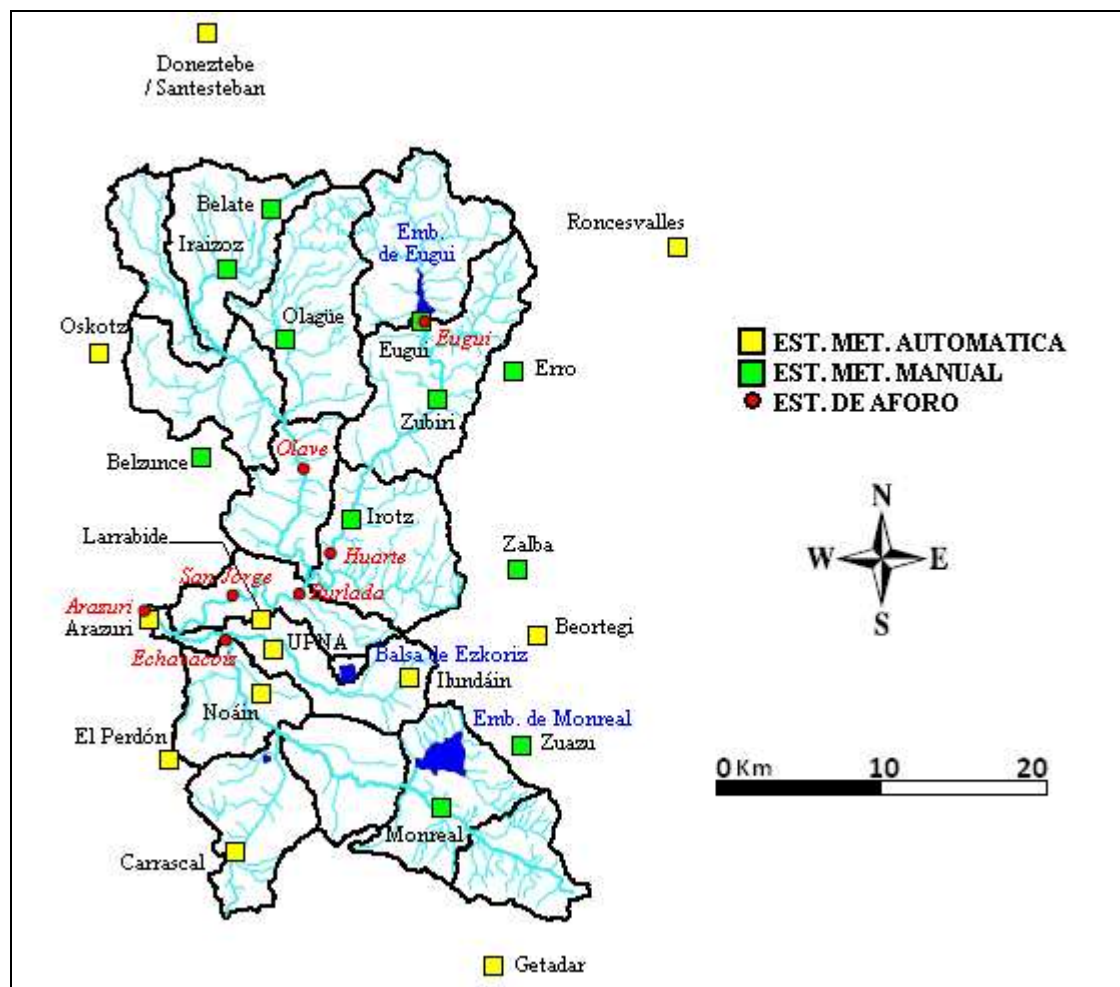 Doneztebe
/ Santesteban
Belate
Roncesvalles
Emb.
de Eugui
Iraizoz
Oskotz
Olagüe
Eugui
Eugui
EST. MET. AUTOMATICA
EST. MET. MANUAL
EST. DE AFORO
Erro
Zubiri
Olave
Belzunce
Irotz
Larrabide
Huarte
Zalba
San Jorge
Burlada
Arazuri
Arazuri
UPNA
Beortegi
Echavacoiz
Balsa de Ezkoriz
Ilundáin
Noáin
Emb. de Monreal
El Perdón
Zuazu
Monreal
Carrascal
Getadar
N
W
E
S
0 Km
10
20